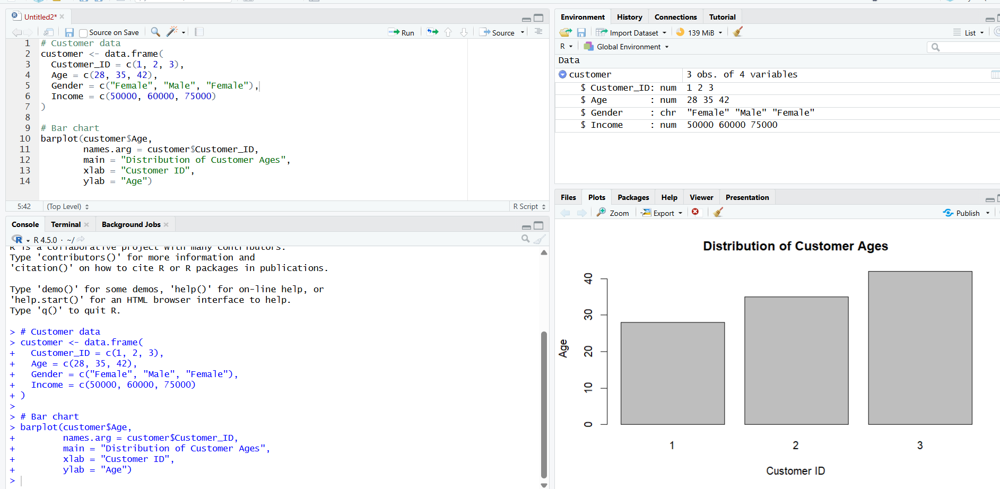 Untitled2*
Source on Save
Run
Source
1 # Customer data
2 customer <- data.frame(
3   Customer_ID = c(1, 2, 3),
4   Age = c(28, 35, 42),
5   Gender = c("Female", "Male", "Female"),
6   Income = c(50000, 60000, 75000)
7 )
8
9 # Bar chart
10 barplot(customer$Age,
11         names.arg = customer$Customer_ID,
12         main = "Distribution of Customer Ages",
13         xlab = "Customer ID",
14         ylab = "Age")
5:42 (Top Level) R Script
Console Terminal Background Jobs
R 4.5.0 · ~/
R is a collaborative project with many contributors.
Type 'contributors()' for more information and
'citation()' on how to cite R or R packages in publications.
Type 'demo()' for some demos, 'help()' for on-line help, or
'help.start()' for an HTML browser interface to help.
Type 'q()' to quit R.
> # Customer data
> customer <- data.frame(
+   Customer_ID = c(1, 2, 3),
+   Age = c(28, 35, 42),
+   Gender = c("Female", "Male", "Female"),
+   Income = c(50000, 60000, 75000)
+ )
>
> # Bar chart
> barplot(customer$Age,
+         names.arg = customer$Customer_ID,
+         main = "Distribution of Customer Ages",
+         xlab = "Customer ID",
+         ylab = "Age")
>
Environment History Connections Tutorial
Import Dataset 139 MiB List
R Global Environment
Data
customer 3 obs. of 4 variables
$ Customer_ID: num 1 2 3
$ Age : num 28 35 42
$ Gender : chr "Female" "Male" "Female"
$ Income : num 50000 60000 75000
Files Plots Packages Help Viewer Presentation
Zoom Export Publish
Distribution of Customer Ages
40
30
20
10
0
Age
1 2 3
Customer ID